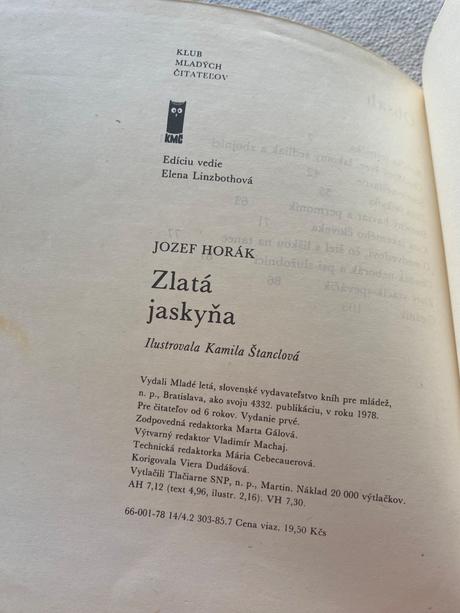 KLUB
MLADÝCH
ČITATEĽOV
KMČ
Edíciu vedie
Elena Linzbothová
JOZEF HORÁK
Zlatá
jaskyňa
Ilustrovala Kamila Štanclová
Vydali Mladé letá, slovenské vydavateľstvo kníh pre mládež,
n. p., Bratislava, ako svoju 4332. publikáciu, v roku 1978.
Pre čitateľov od 6 rokov. Vydanie prvé.
Zodpovedná redaktorka Marta Gálová.
Výtvarný redaktor Vladimír Machaj.
Technická redaktorka Mária Cebecauerová.
Korigovala Viera Dudášová.
Vytlačili Tlačiarne SNP, n. p., Martin. Náklad 20 000 výtlačkov.
AH 7,12 (text 4,96, ilustr. 2,16). VH 7,30.
66-001-78 14/4.2 303-85.7 Cena viaz. 19,50 Kčs